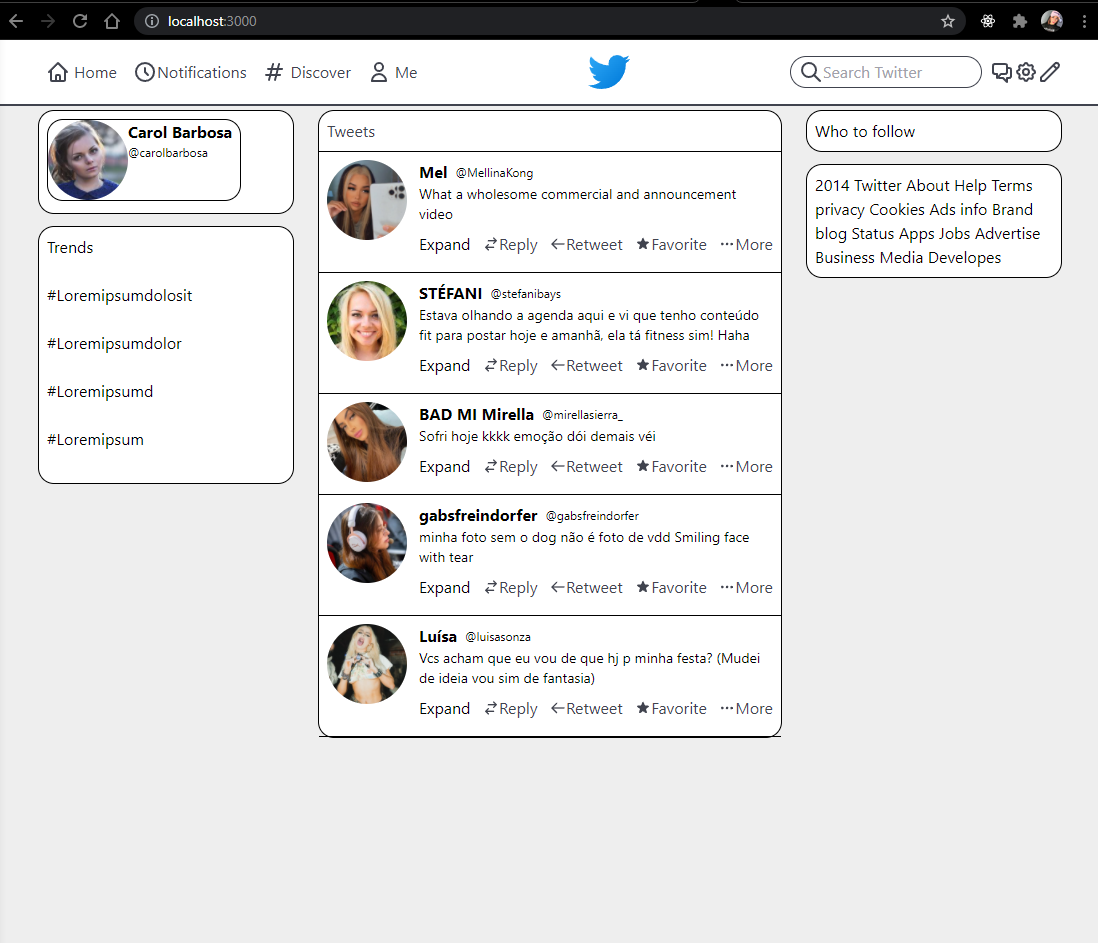 localhost:3000
Home Notifications Discover Me Search Twitter
Carol Barbosa
@carolbarbosa
Trends
#Loremipsumdolosit
#Loremipsumdolor
#Loremipsumd
#Loremipsum
Tweets
Mel @MellinaKong
What a wholesome commercial and announcement
video
Expand Reply Retweet Favorite More
STÉFANI @stefanibays
Estava olhando a agenda aqui e vi que tenho conteúdo
fit para postar hoje e amanhã, ela tá fitness sim! Haha
Expand Reply Retweet Favorite More
BAD MI Mirella @mirellasierra_
Sofri hoje kkkk emoção dói demais véi
Expand Reply Retweet Favorite More
gabsfreindorfer @gabsfreindorfer
minha foto sem o dog não é foto de vdd Smiling face
with tear
Expand Reply Retweet Favorite More
Luísa @luisasonza
Vcs acham que eu vou de que hj p minha festa? (Mudei
de ideia vou sim de fantasia)
Expand Reply Retweet Favorite More
Who to follow
2014 Twitter About Help Terms
privacy Cookies Ads info Brand
blog Status Apps Jobs Advertise
Business Media Developes